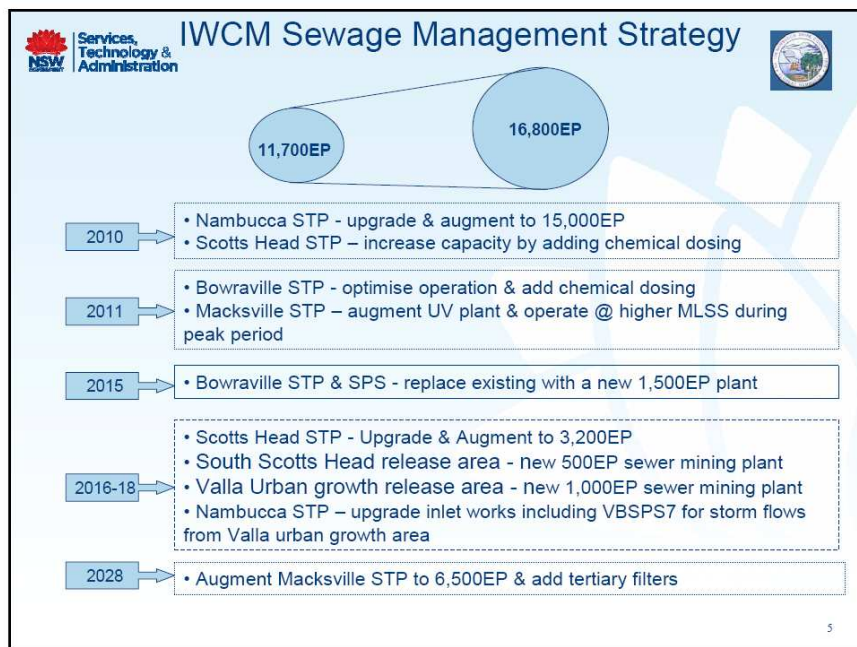 NSW
GOVERNMENT
Services,
Technology &
Administration
IWCM Sewage Management Strategy
11,700EP
16,800EP
2010
• Nambucca STP - upgrade & augment to 15,000EP
• Scotts Head STP – increase capacity by adding chemical dosing
2011
• Bowraville STP - optimise operation & add chemical dosing
• Macksville STP – augment UV plant & operate @ higher MLSS during
peak period
2015
• Bowraville STP & SPS - replace existing with a new 1,500EP plant
2016-18
• Scotts Head STP - Upgrade & Augment to 3,200EP
• South Scotts Head release area - new 500EP sewer mining plant
• Valla Urban growth release area - new 1,000EP sewer mining plant
• Nambucca STP – upgrade inlet works including VBSPS7 for storm flows
from Valla urban growth area
2028
• Augment Macksville STP to 6,500EP & add tertiary filters
5